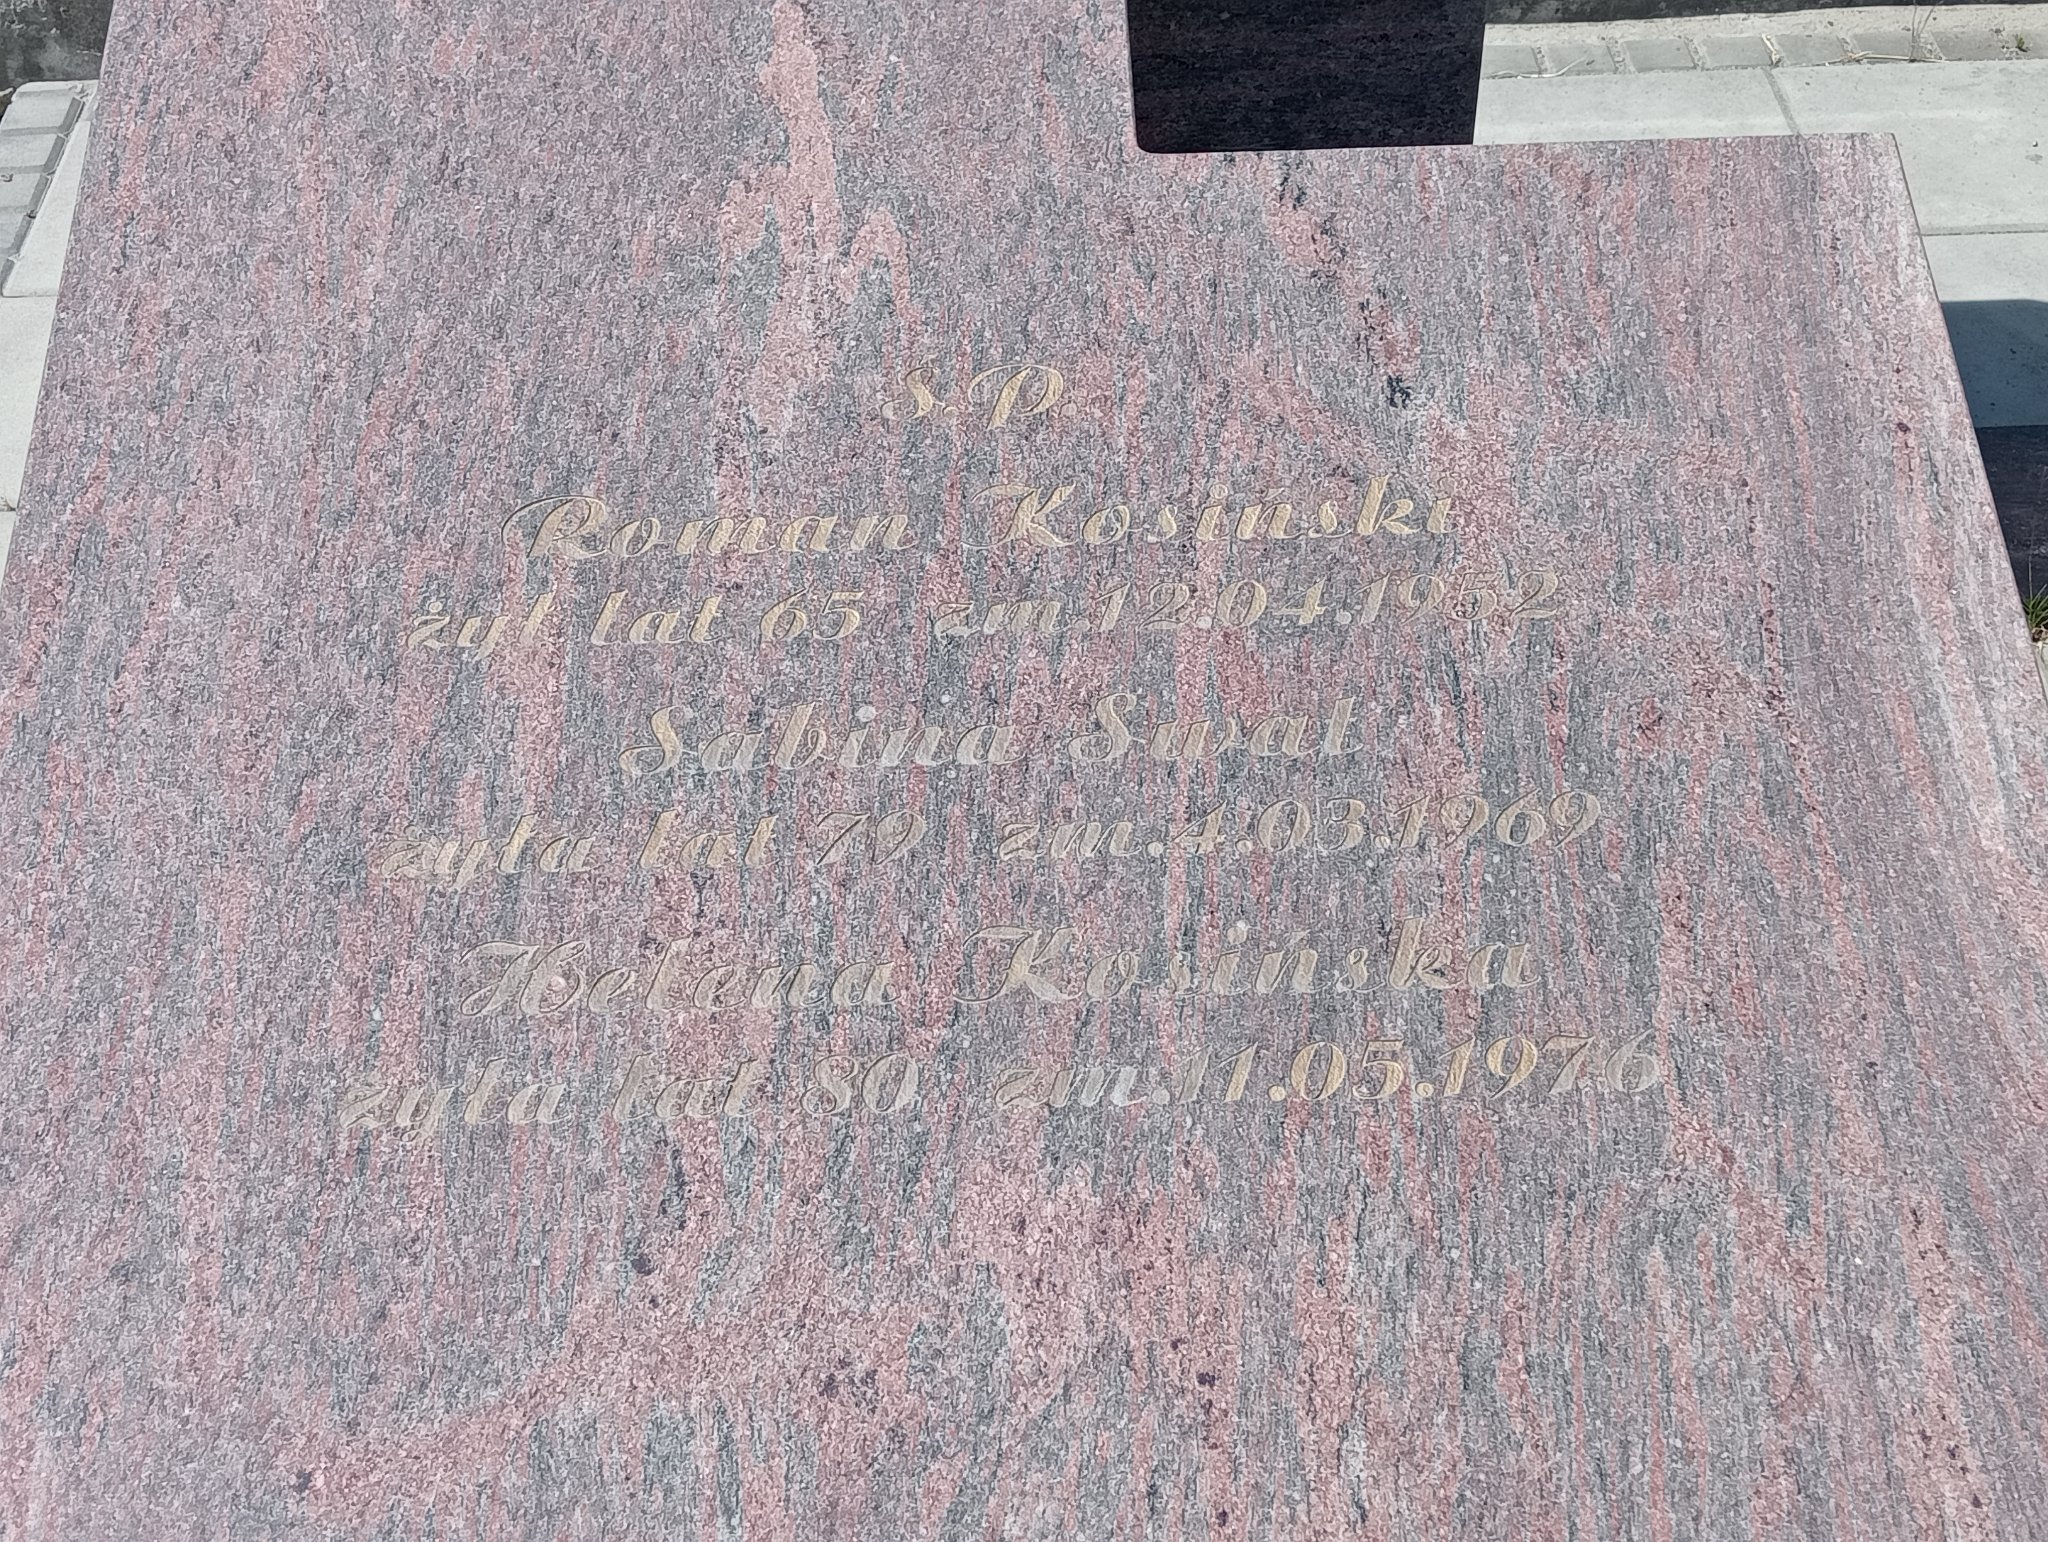 Ś.P.
Roman Kosiński
żył lat 65 zm.12.04.1952
Sabina Swat
żyła lat 79 zm.4.03.1969
Helena Kosińska
żyła lat 80 zm.11.05.1976